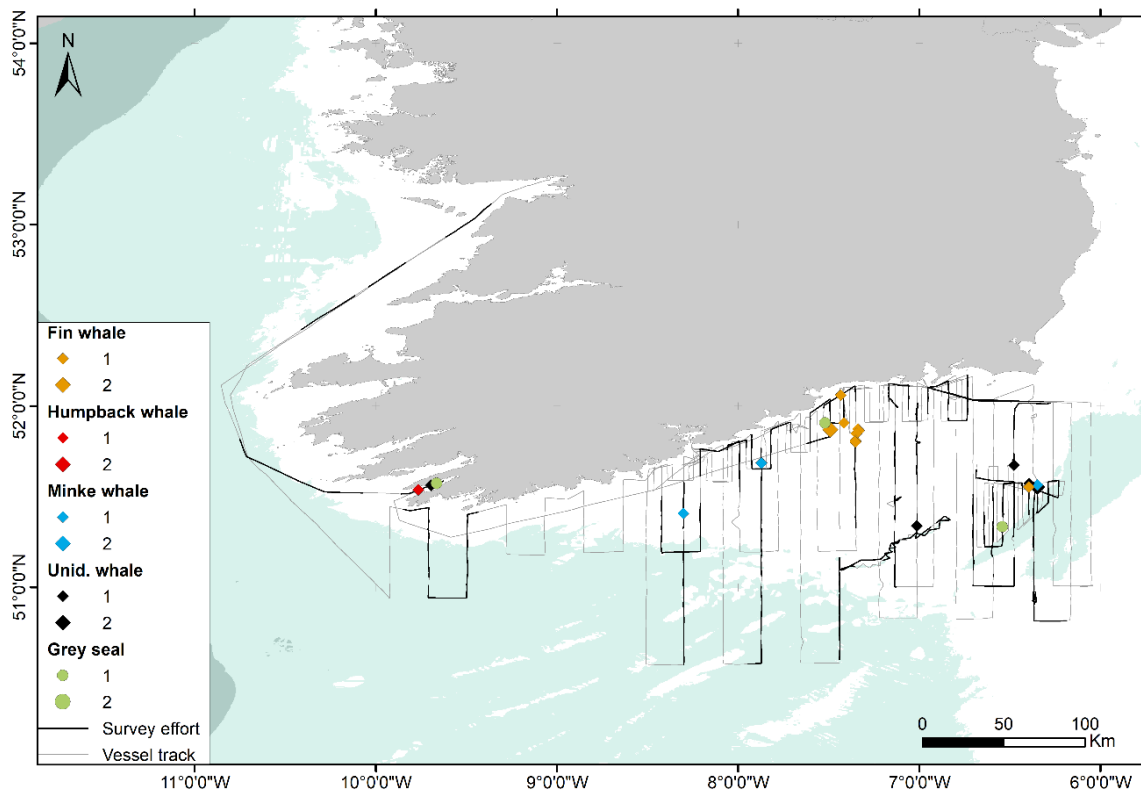 N
54°0'0"N
53°0'0"N
52°0'0"N
51°0'0"N
Fin whale
1
2
Humpback whale
1
2
Minke whale
1
2
Unid. whale
1
2
Grey seal
1
2
Survey effort
Vessel track
0 50 100
Km
11°0'0"W 10°0'0"W 9°0'0"W 8°0'0"W 7°0'0"W 6°0'0"W